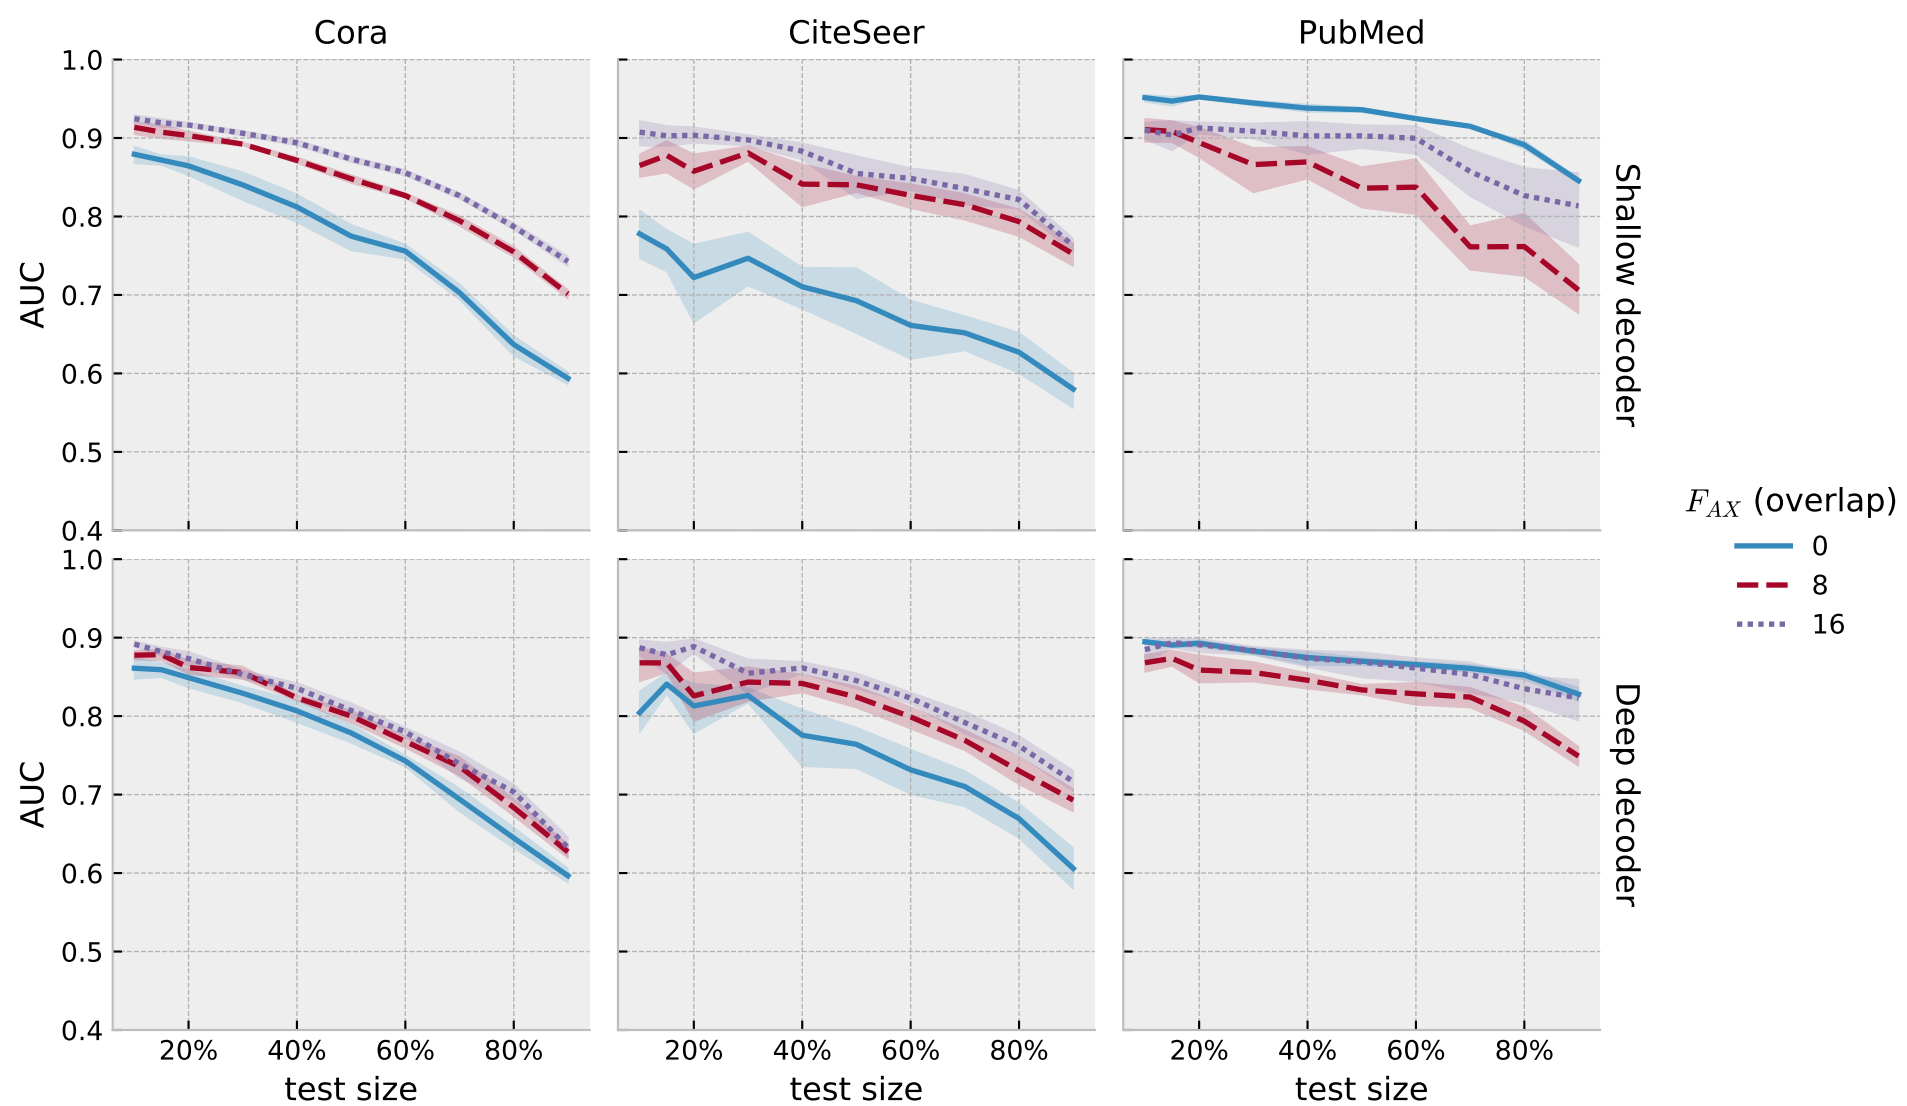 Cora CiteSeer PubMed
1.0
0.9
0.8
0.7
0.6
0.5
0.4
AUC
Shallow decoder
1.0
0.9
0.8
0.7
0.6
0.5
0.4
AUC
Deep decoder
20% 40% 60% 80% 20% 40% 60% 80% 20% 40% 60% 80%
test size test size test size
F_AX (overlap)
0
8
16